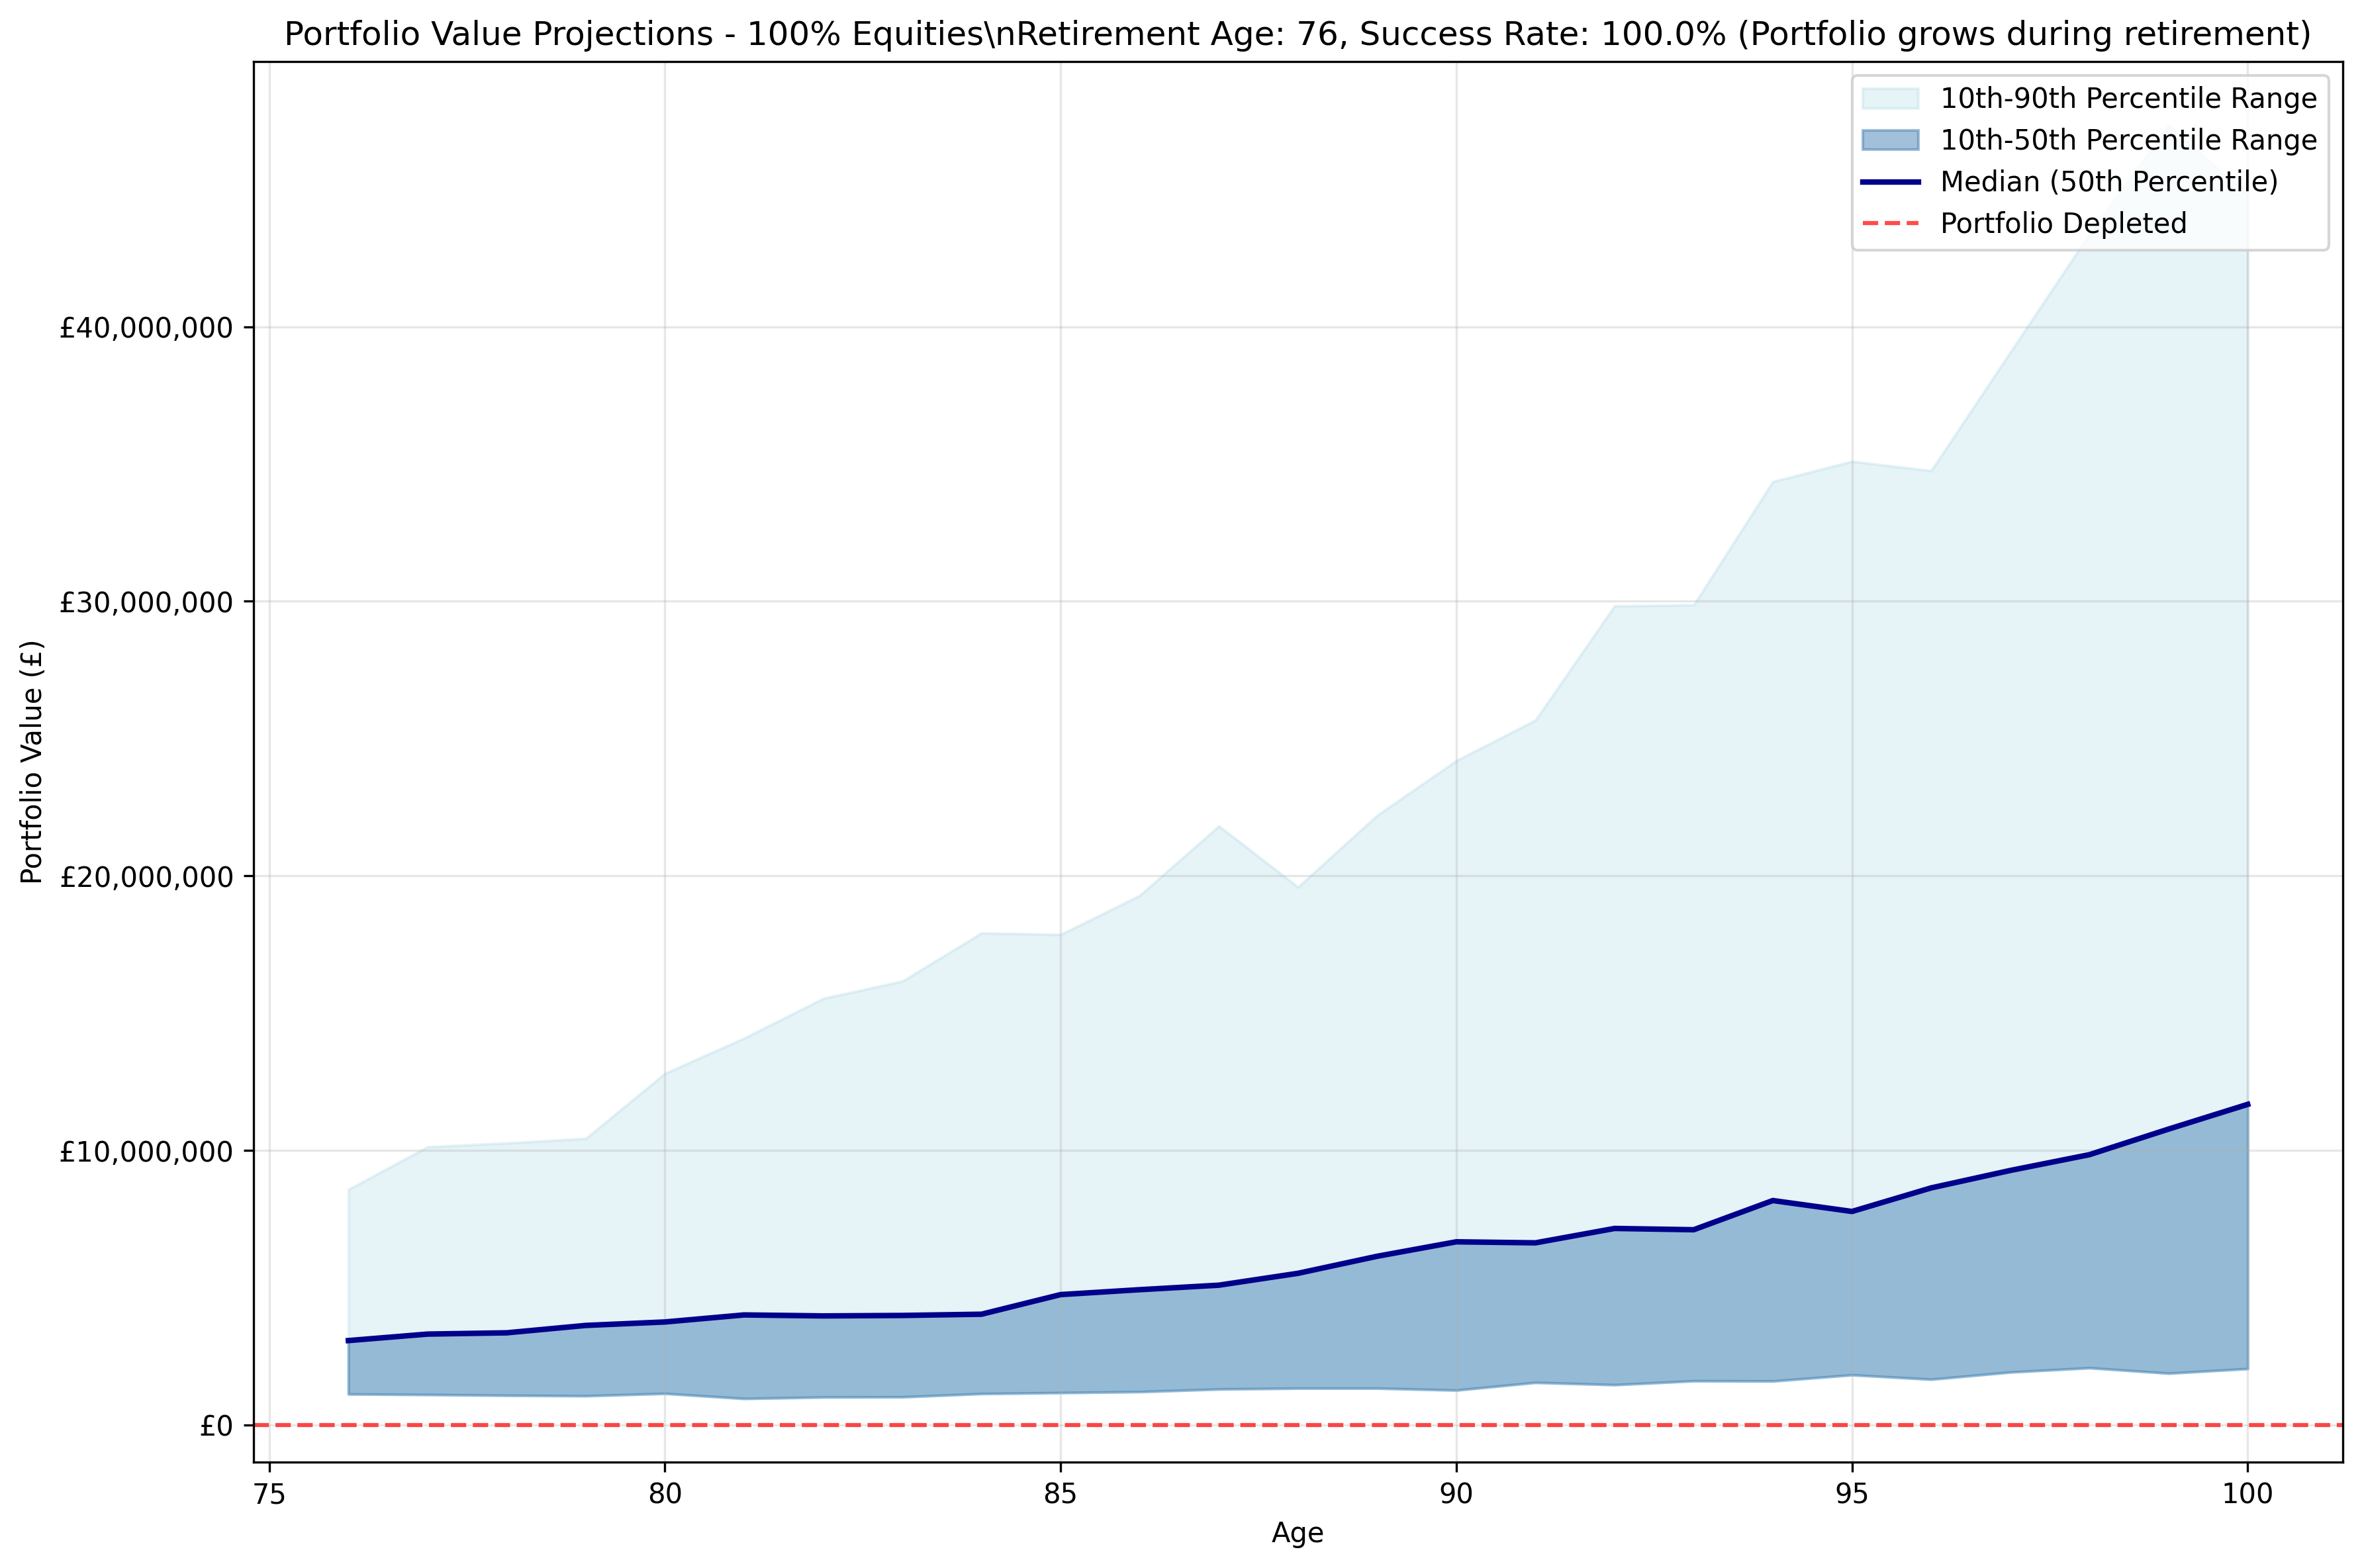 Portfolio Value Projections - 100% Equities\nRetirement Age: 76, Success Rate: 100.0% (Portfolio grows during retirement)
10th-90th Percentile Range
10th-50th Percentile Range
Median (50th Percentile)
Portfolio Depleted
Portfolio Value (£)
£40,000,000
£30,000,000
£20,000,000
£10,000,000
£0
75 80 85 90 95 100
Age